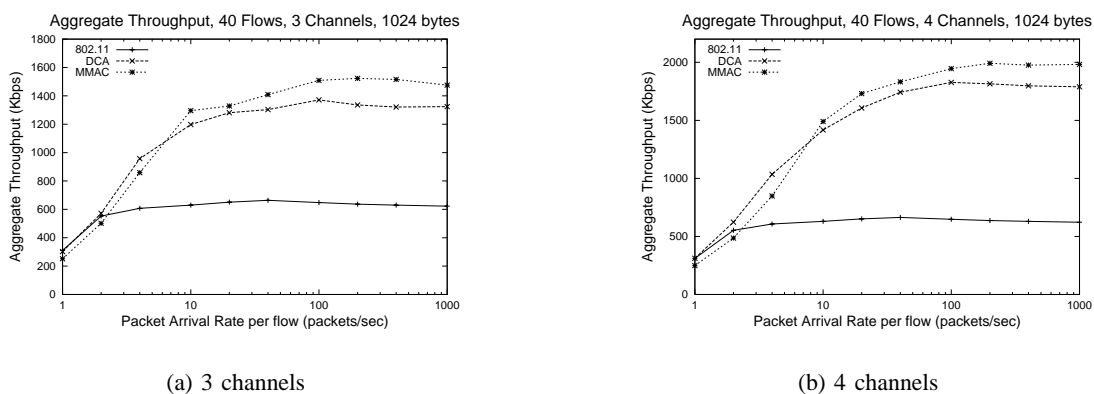 Aggregate Throughput, 40 Flows, 3 Channels, 1024 bytes
Aggregate Throughput (Kbps)
1800
1600
1400
1200
1000
800
600
400
200
0
802.11
DCA
MMAC
1 10 100 1000
Packet Arrival Rate per flow (packets/sec)
(a) 3 channels
Aggregate Throughput, 40 Flows, 4 Channels, 1024 bytes
Aggregate Throughput (Kbps)
2000
1500
1000
500
0
802.11
DCA
MMAC
1 10 100 1000
Packet Arrival Rate per flow (packets/sec)
(b) 4 channels